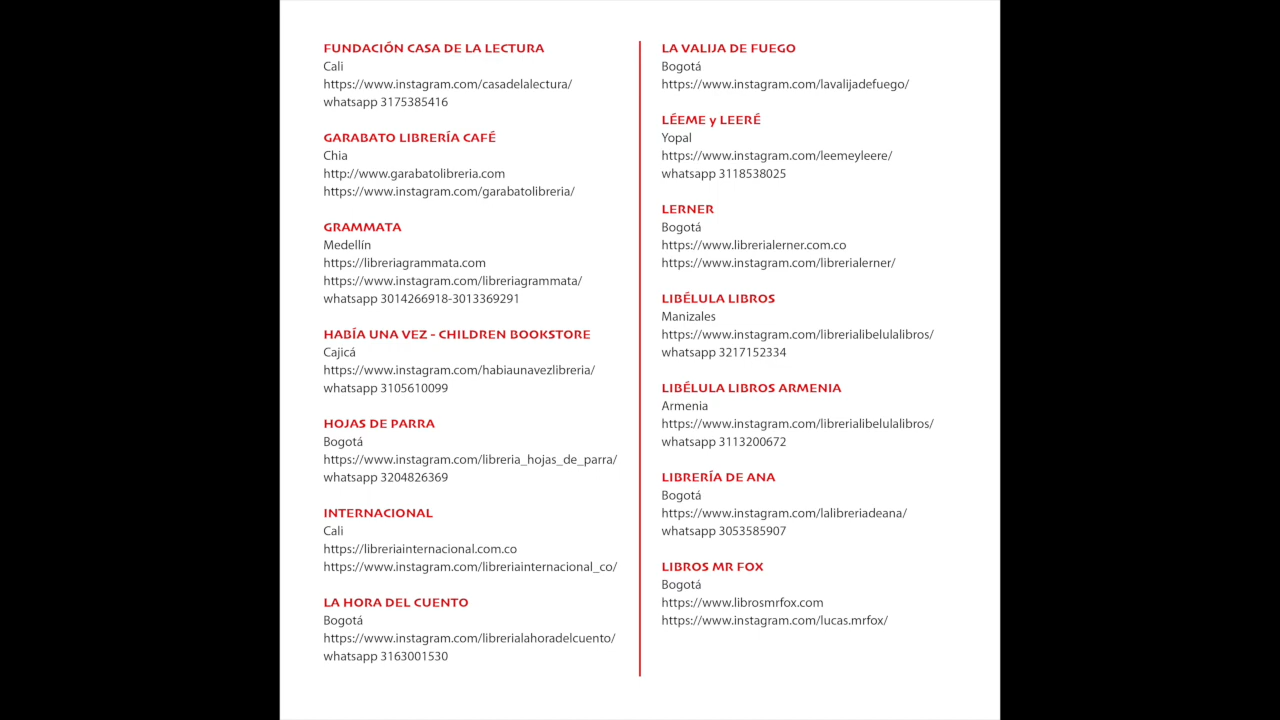 FUNDACIÓN CASA DE LA LECTURA
Cali
https://www.instagram.com/casadelalectura/
whatsapp 3175385416
GARABATO LIBRERÍA CAFÉ
Chia
http://www.garabatolibreria.com
https://www.instagram.com/garabatolibreria/
GRAMMATA
Medellín
https://libreriagrammata.com
https://www.instagram.com/libreriagrammata/
whatsapp 3014266918-3013369291
HABÍA UNA VEZ - CHILDREN BOOKSTORE
Cajicá
https://www.instagram.com/habiaunavezlibreria/
whatsapp 3105610099
HOJAS DE PARRA
Bogotá
https://www.instagram.com/libreria_hojas_de_parra/
whatsapp 3204826369
INTERNACIONAL
Cali
https://libreriainternacional.com.co
https://www.instagram.com/libreriainternacional_co/
LA HORA DEL CUENTO
Bogotá
https://www.instagram.com/librerialahoradelcuento/
whatsapp 3163001530
LA VALIJA DE FUEGO
Bogotá
https://www.instagram.com/lavalijadefuego/
LÉEME y LEERÉ
Yopal
https://www.instagram.com/leemeyleere/
whatsapp 3118538025
LERNER
Bogotá
https://www.librerialerner.com.co
https://www.instagram.com/librerialerner/
LIBÉLULA LIBROS
Manizales
https://www.instagram.com/librerialibelulalibros/
whatsapp 3217152334
LIBÉLULA LIBROS ARMENIA
Armenia
https://www.instagram.com/librerialibelulalibros/
whatsapp 3113200672
LIBRERÍA DE ANA
Bogotá
https://www.instagram.com/lalibreriadeana/
whatsapp 3053585907
LIBROS MR FOX
Bogotá
https://www.librosmrfox.com
https://www.instagram.com/lucas.mrfox/